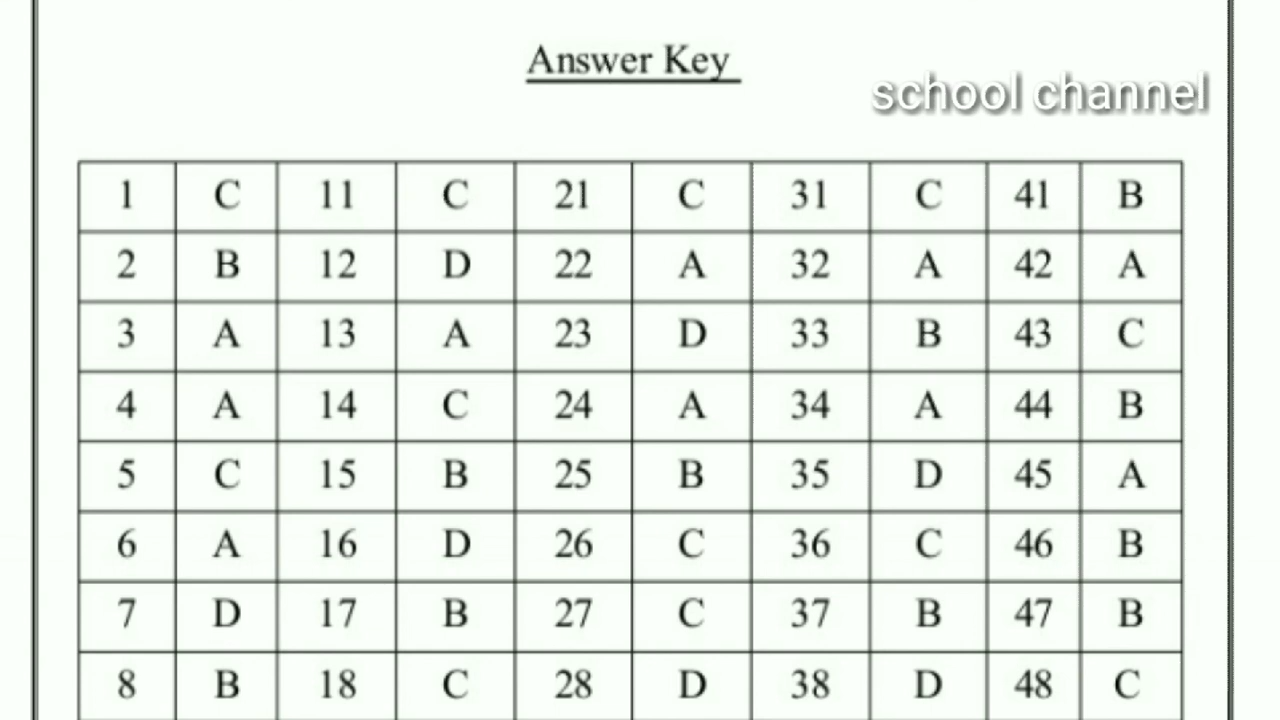 Answer Key
school channel
1 C 11 C 21 C 31 C 41 B
2 B 12 D 22 A 32 A 42 A
3 A 13 A 23 D 33 B 43 C
4 A 14 C 24 A 34 A 44 B
5 C 15 B 25 B 35 D 45 A
6 A 16 D 26 C 36 C 46 B
7 D 17 B 27 C 37 B 47 B
8 B 18 C 28 D 38 D 48 C